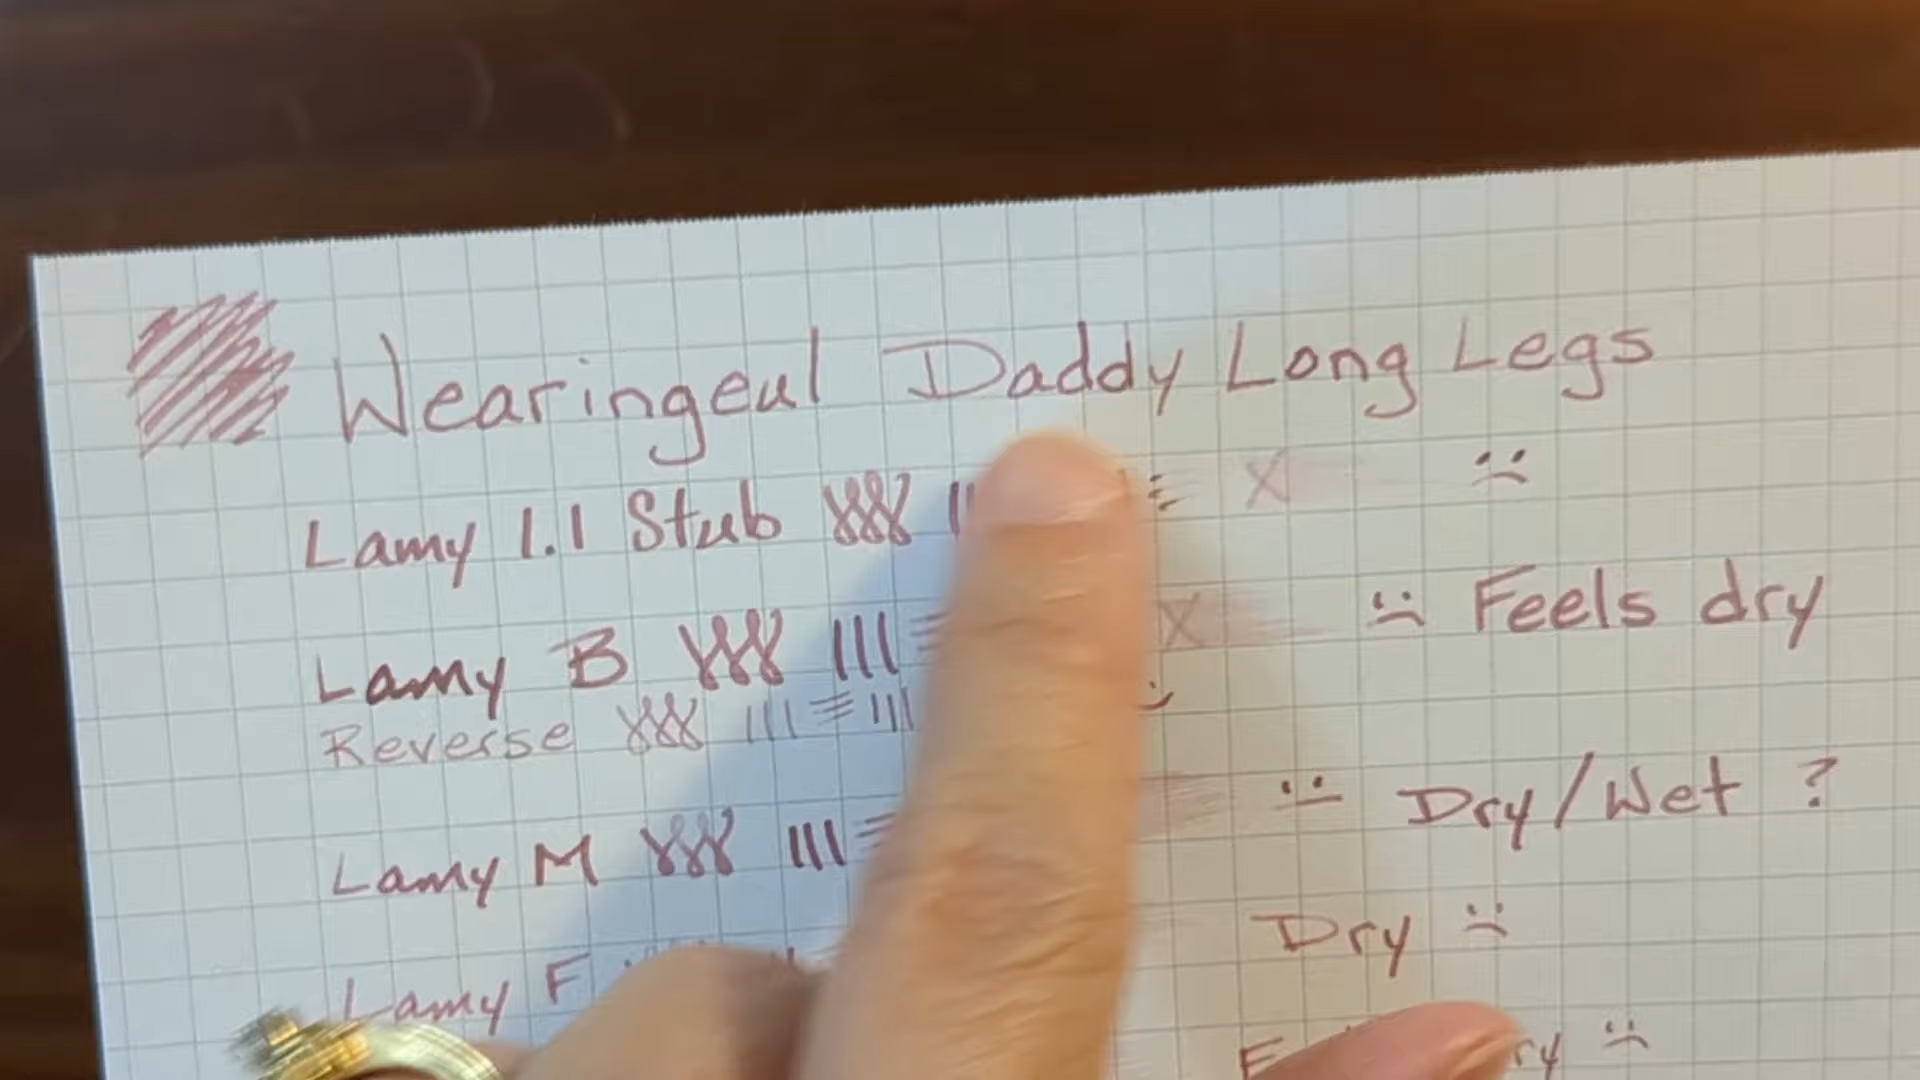 Wearingeul Daddy Long Legs
Lamy 1.1 Stub X
Lamy B X Feels dry
Reverse
Lamy M Dry/Wet ?
Lamy F Dry